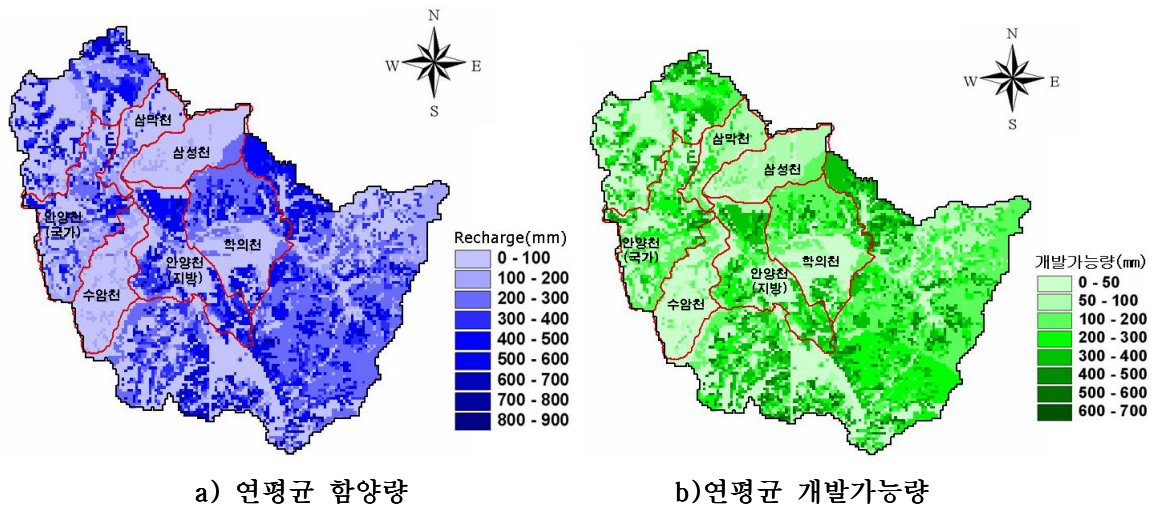 N
W E
S
삼막천
삼성천
E
안양천
(국가)
학의천
안양천
(지방)
수암천
Recharge(mm)
0 - 100
100 - 200
200 - 300
300 - 400
400 - 500
500 - 600
600 - 700
700 - 800
800 - 900
a) 연평균 함양량
N
W E
S
삼막천
E
삼성천
안양천
(국가)
학의천
안양천
(지방)
수암천
개발가능량(mm)
0 - 50
50 - 100
100 - 200
200 - 300
300 - 400
400 - 500
500 - 600
600 - 700
b)연평균 개발가능량